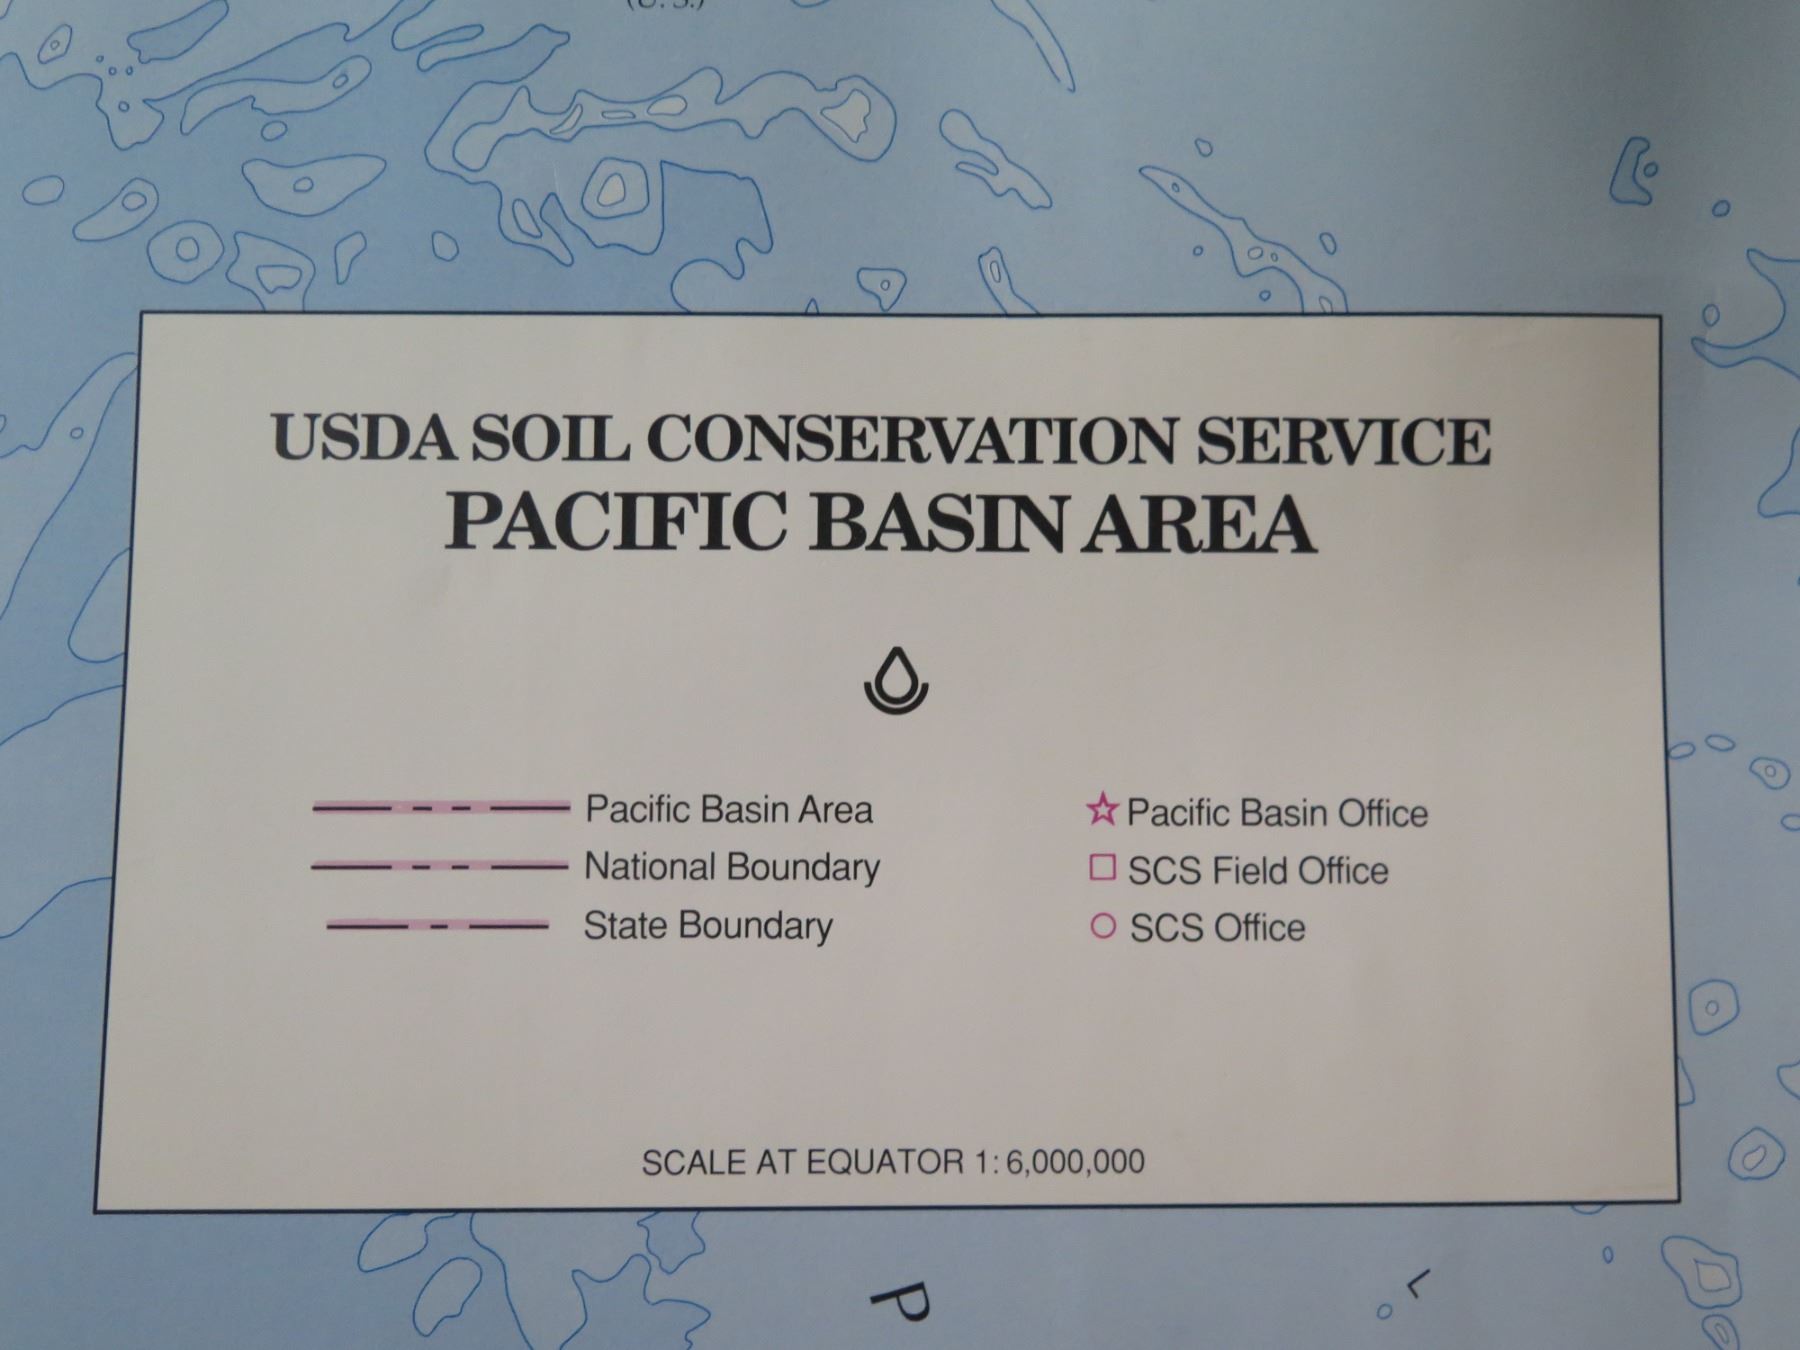 (U.S.)
USDA SOIL CONSERVATION SERVICE
PACIFIC BASIN AREA
Pacific Basin Area
National Boundary
State Boundary
Pacific Basin Office
SCS Field Office
SCS Office
SCALE AT EQUATOR 1:6,000,000
P
L